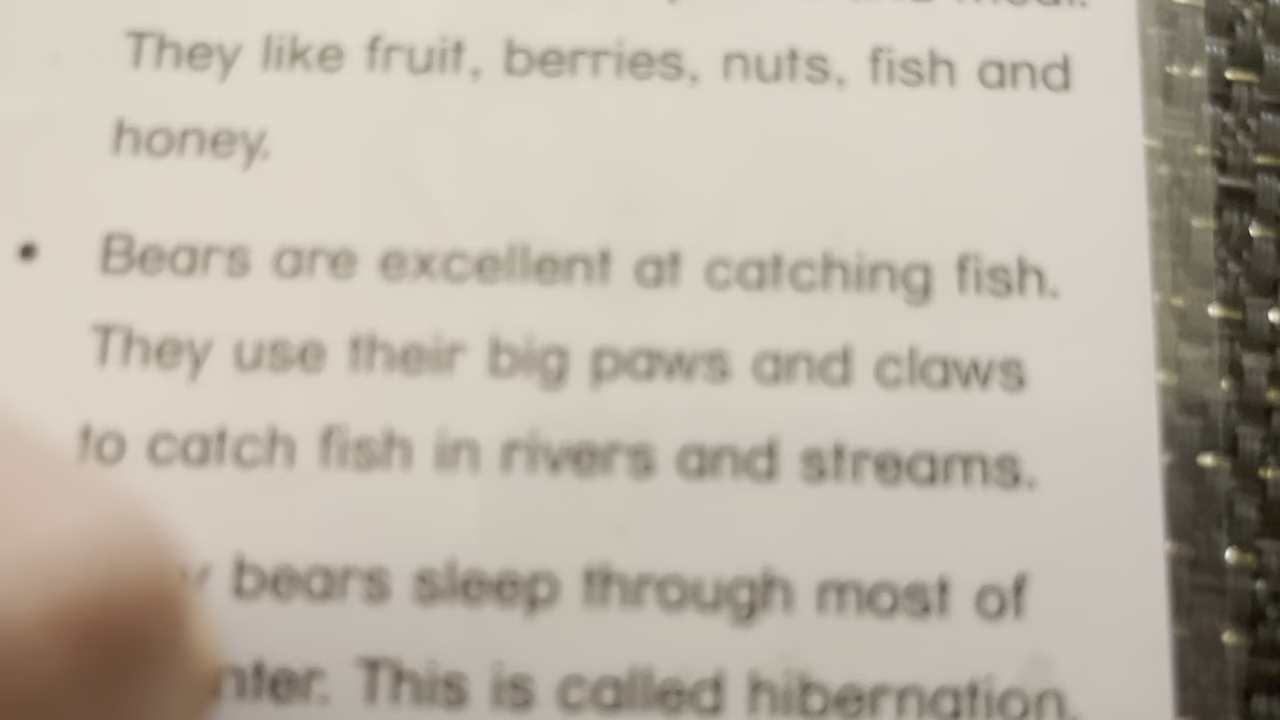 They like fruit, berries, nuts, fish and
honey.
• Bears are excellent at catching fish.
They use their big paws and claws
to catch fish in rivers and streams.
bears sleep through most of
This is called hibernation.